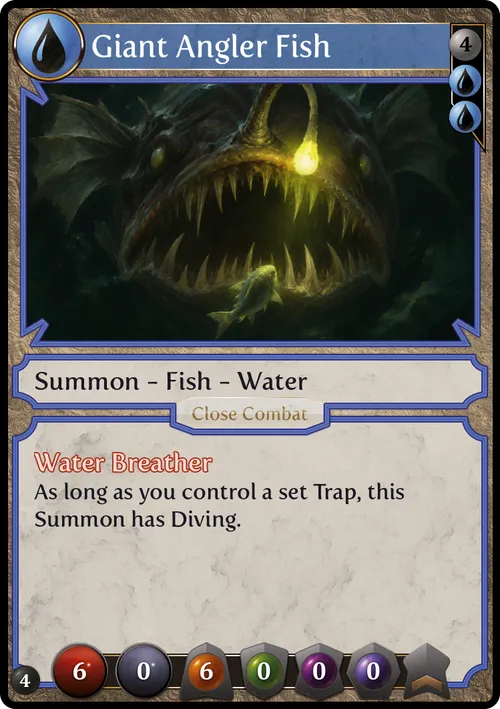 Giant Angler Fish
4
Summon - Fish - Water
Close Combat
Water Breather
As long as you control a set Trap, this
Summon has Diving.
4
6*
0*
6
0
0
0